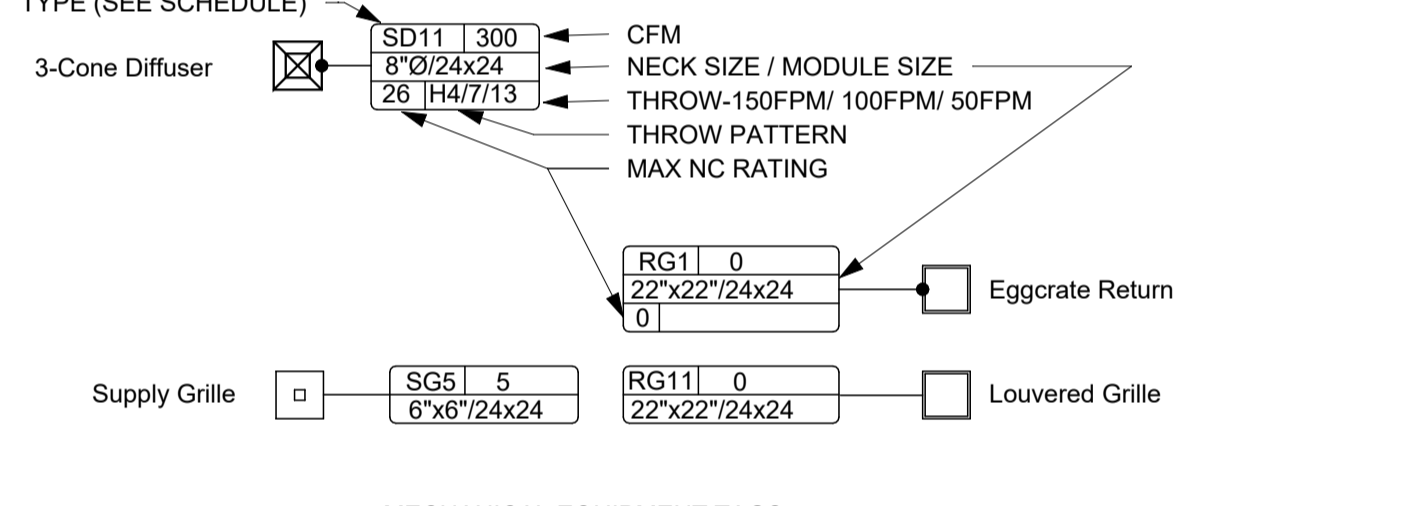 TYPE (SEE SCHEDULE)
SD11 300 CFM
3-Cone Diffuser 8"Ø/24x24 NECK SIZE / MODULE SIZE
26 H4/7/13 THROW-150FPM/ 100FPM/ 50FPM
THROW PATTERN
MAX NC RATING
RG1 0
22"x22"/24x24 Eggcrate Return
0
SG5 5 RG11 0
Supply Grille 6"x6"/24x24 22"x22"/24x24 Louvered Grille